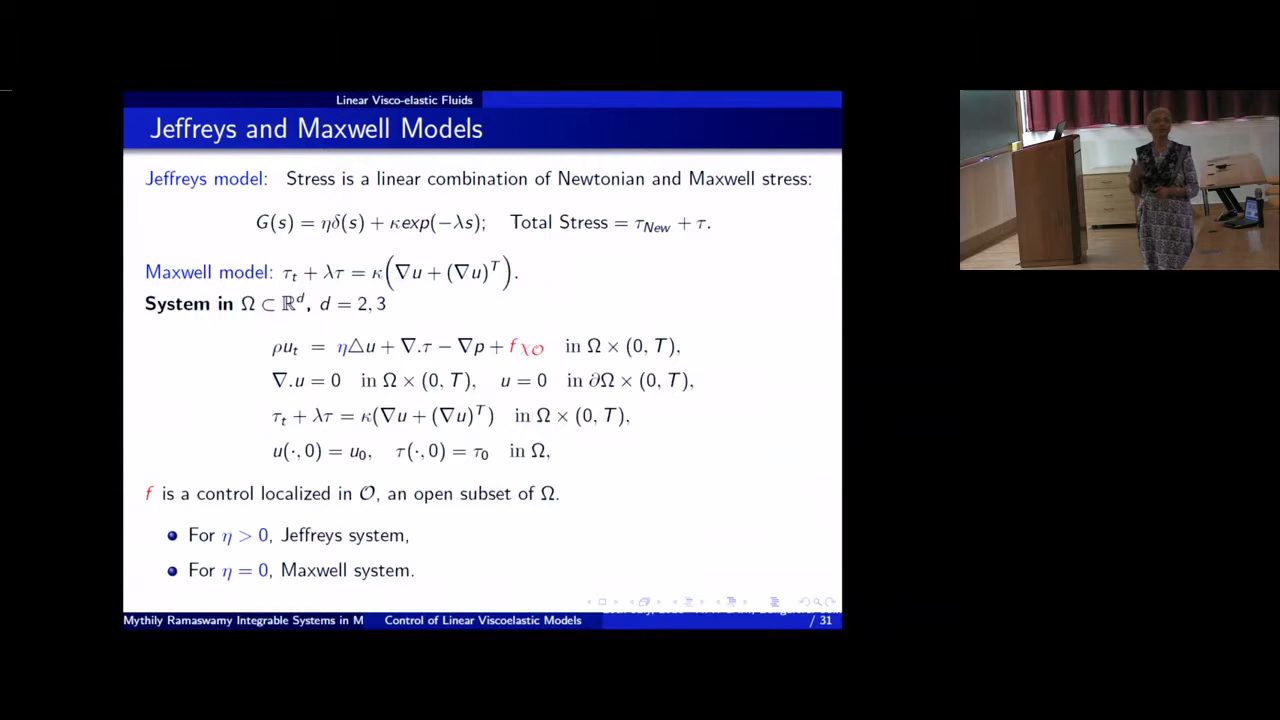 Linear Visco-elastic Fluids
Jeffreys and Maxwell Models
Jeffreys model: Stress is a linear combination of Newtonian and Maxwell stress:
G(s) = ηδ(s) + κexp(−λs); Total Stress = τ_New + τ.
Maxwell model: τ_t + λτ = κ(∇u + (∇u)^T).
System in Ω ⊂ ℝ^d, d = 2, 3
ρu_t = η△u + ∇.τ − ∇p + fχ_𝒪 in Ω × (0, T),
∇.u = 0 in Ω × (0, T), u = 0 in ∂Ω × (0, T),
τ_t + λτ = κ(∇u + (∇u)^T) in Ω × (0, T),
u(·, 0) = u_0, τ(·, 0) = τ_0 in Ω,
f is a control localized in 𝒪, an open subset of Ω.
For η > 0, Jeffreys system,
For η = 0, Maxwell system.
Mythily Ramaswamy Integrable Systems in M Control of Linear Viscoelastic Models / 31